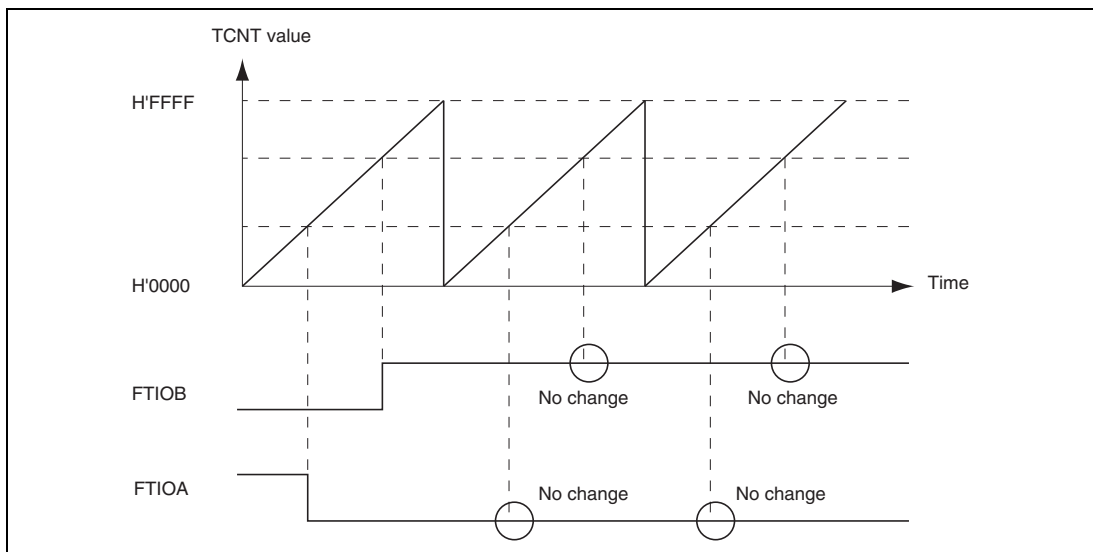 TCNT value
H'FFFF
H'0000
Time
FTIOB
No change
No change
FTIOA
No change
No change